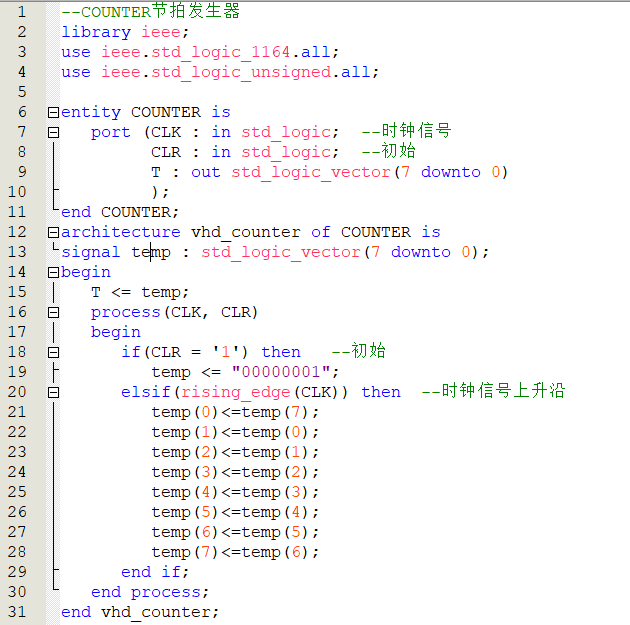 1 --COUNTER节拍发生器
2 library ieee;
3 use ieee.std_logic_1164.all;
4 use ieee.std_logic_unsigned.all;
5
6 entity COUNTER is
7 port (CLK : in std_logic; --时钟信号
8 CLR : in std_logic; --初始
9 T : out std_logic_vector(7 downto 0)
10 );
11 end COUNTER;
12 architecture vhd_counter of COUNTER is
13 signal temp : std_logic_vector(7 downto 0);
14 begin
15 T <= temp;
16 process(CLK, CLR)
17 begin
18 if(CLR = '1') then --初始
19 temp <= "00000001";
20 elsif(rising_edge(CLK)) then --时钟信号上升沿
21 temp(0)<=temp(7);
22 temp(1)<=temp(0);
23 temp(2)<=temp(1);
24 temp(3)<=temp(2);
25 temp(4)<=temp(3);
26 temp(5)<=temp(4);
27 temp(6)<=temp(5);
28 temp(7)<=temp(6);
29 end if;
30 end process;
31 end vhd_counter;